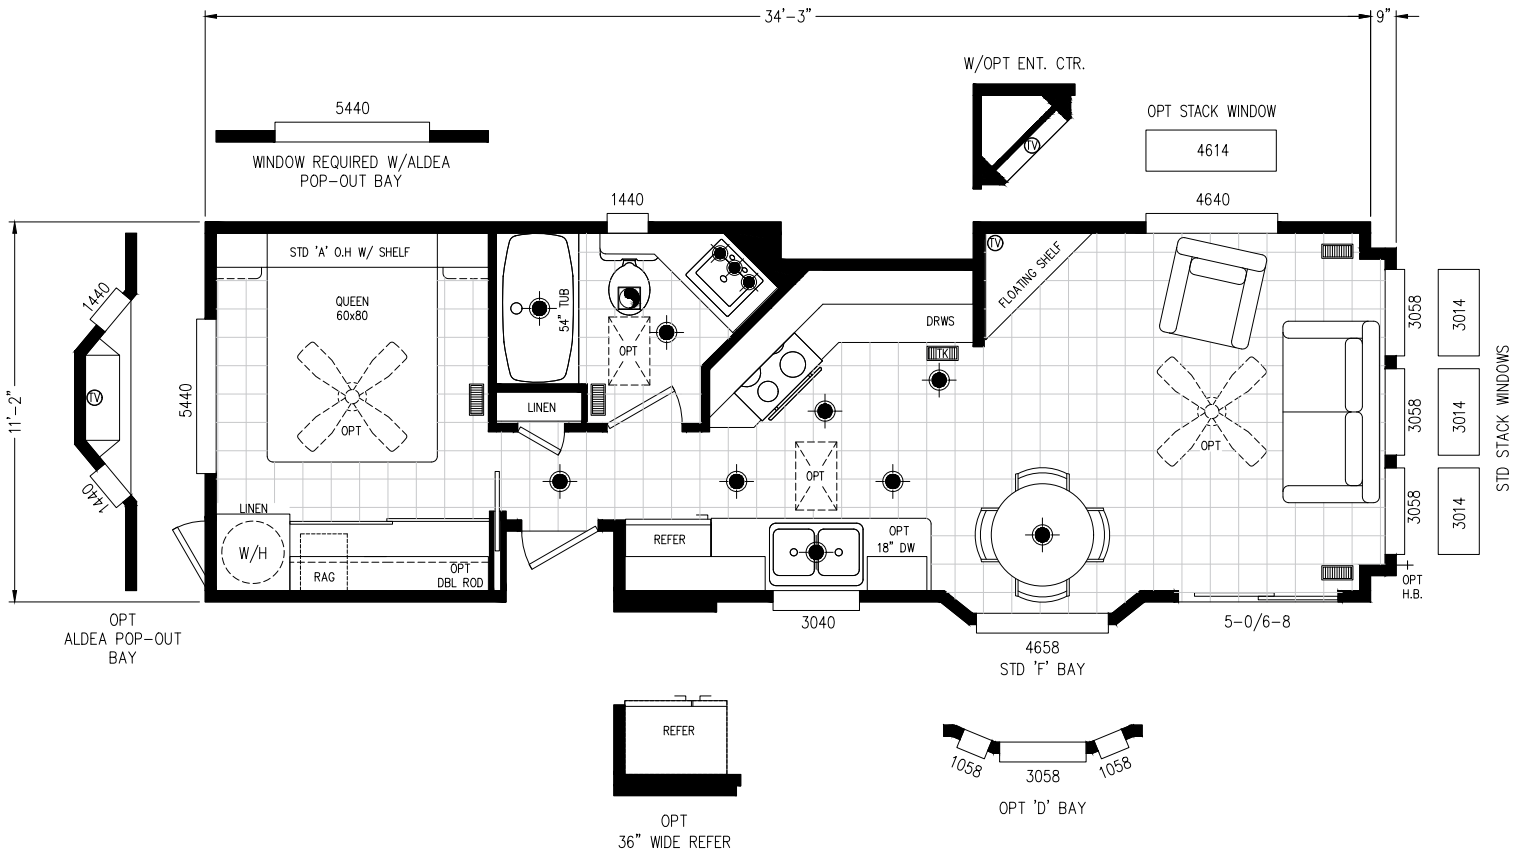 34'-3"
9"
W/OPT ENT. CTR.
TV
OPT STACK WINDOW
4614
5440
WINDOW REQUIRED W/ALDEA
POP-OUT BAY
1440
4640
STD 'A' O.H W/ SHELF
QUEEN
60x80
OPT
54" TUB
OPT
LINEN
TV
FLOATING SHELF
DRWS
TK
OPT
OPT
11'-2"
5440
1440
TV
1440
OPT
ALDEA POP-OUT
BAY
3058
3058
3058
3014
3014
3014
STD STACK WINDOWS
LINEN
W/H
RAG
OPT
DBL ROD
REFER
OPT
18" DW
3040
4658
STD 'F' BAY
5-0/6-8
OPT
H.B.
REFER
OPT
36" WIDE REFER
1058
3058
1058
OPT 'D' BAY